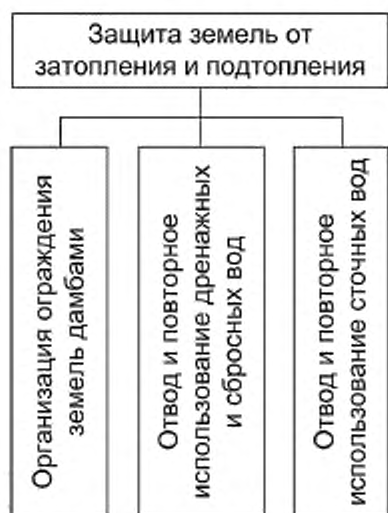 Защита земель от
затопления и подтопления
Организация ограждения
земель дамбами
Отвод и повторное
использование дренажных
и сбросных вод
Отвод и повторное
использование сточных вод